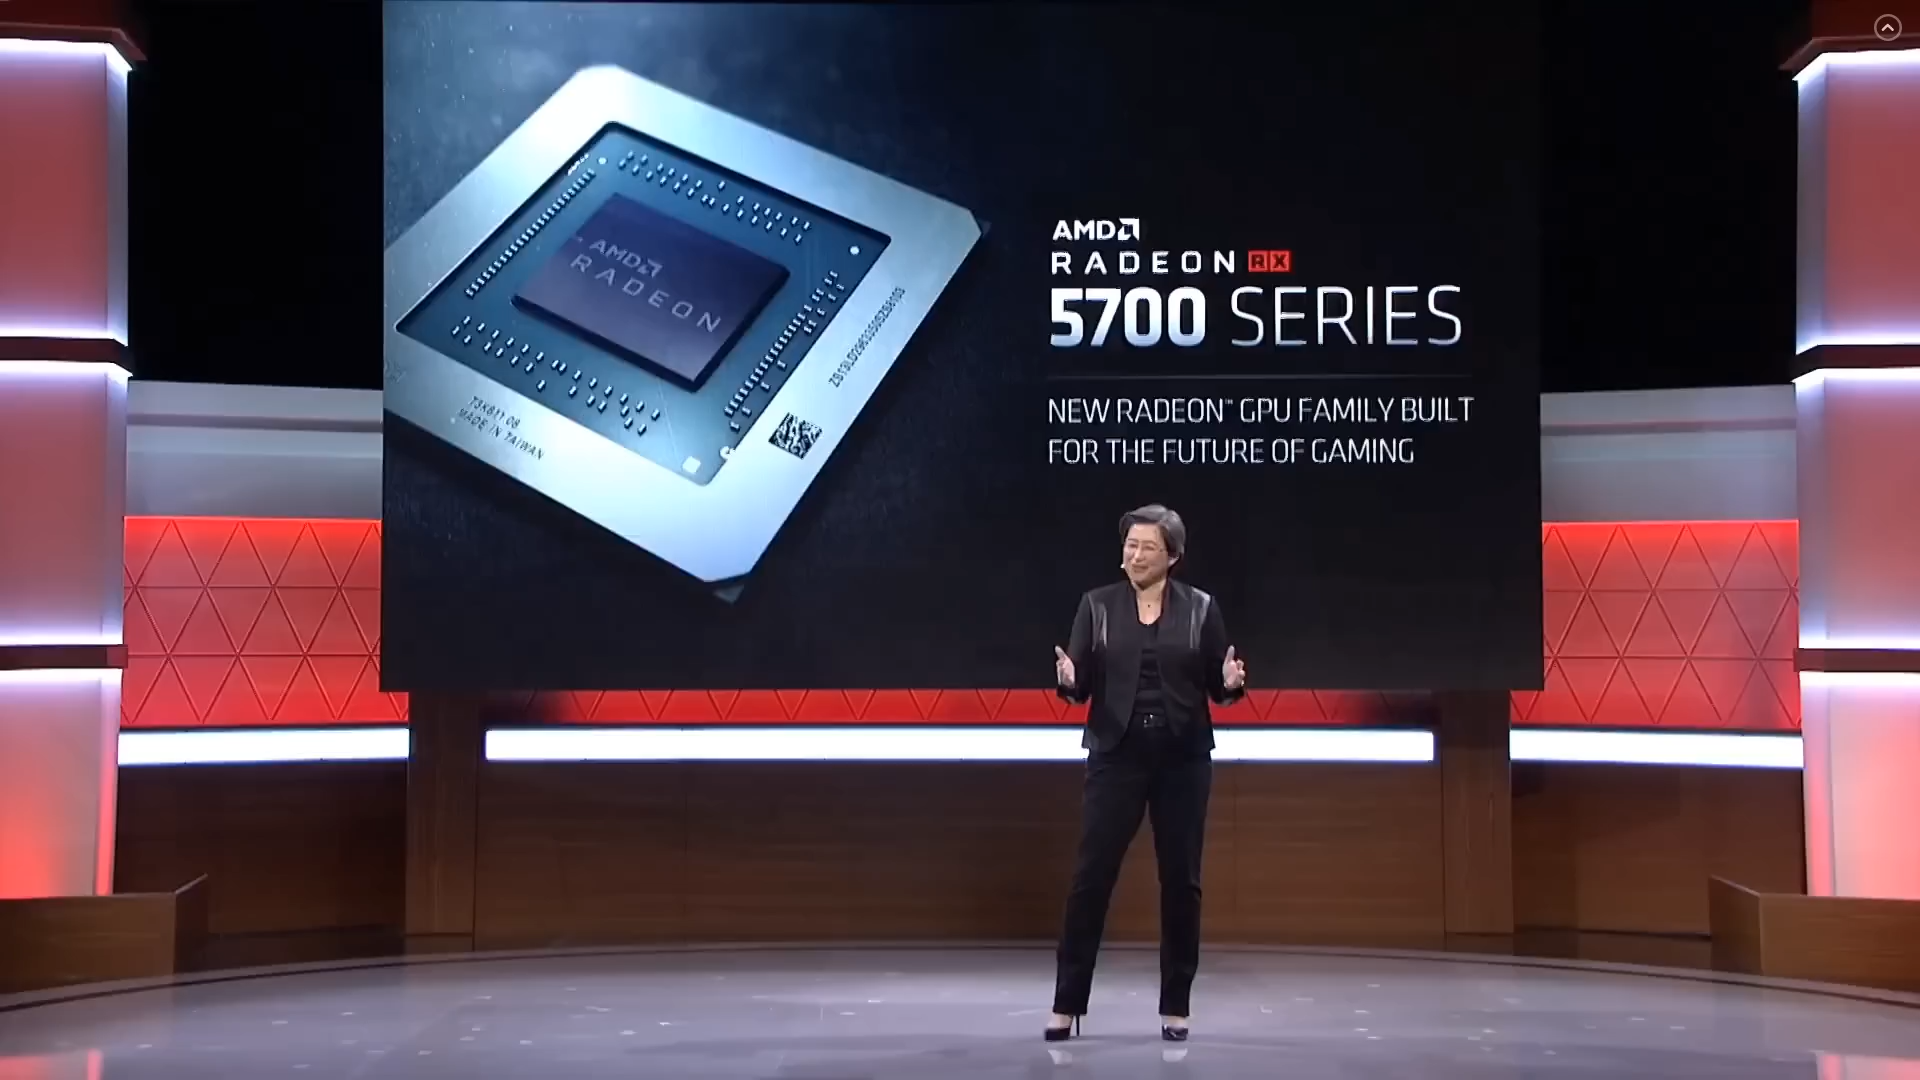 AMD
RADEON RX
5700 SERIES
NEW RADEON™ GPU FAMILY BUILT
FOR THE FUTURE OF GAMING
AMD
RADEON
MADE IN TAIWAN